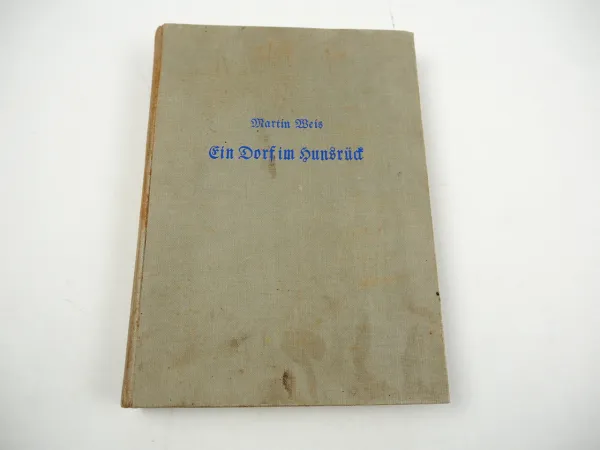 Martin Weis
Ein Dorf im Hunsrück